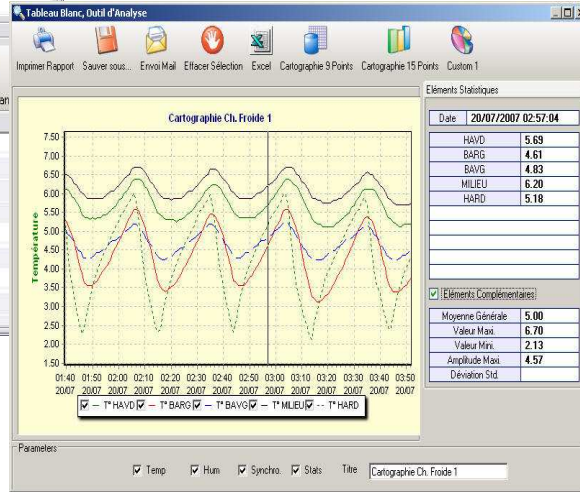 Tableau Blanc, Outil d'Analyse
Imprimer Rapport Sauver sous... Envoi Mail Effacer Sélection Excel Cartographie 9 Points Cartographie 15 Points Custom 1
Eléments Statistiques
Date 20/07/2007 02:57:04
HAVD 5.69
BARG 4.61
BAVG 4.83
MILIEU 6.20
HARD 5.18
Eléments Complémentaires
Moyenne Générale 5.00
Valeur Maxi. 6.70
Valeur Mini. 2.13
Amplitude Maxi. 4.57
Déviation Std.
Cartographie Ch. Froide 1
Température
7.50
7.00
6.50
6.00
5.50
5.00
4.50
4.00
3.50
3.00
2.50
2.00
1.50
01:40 01:50 02:00 02:10 02:20 02:30 02:40 02:50 03:00 03:10 03:20 03:30 03:40 03:50
20/07 20/07 20/07 20/07 20/07 20/07 20/07 20/07 20/07 20/07 20/07 20/07 20/07 20/07
T° HAVD T° BARG T° BAVG T° MILIEU T° HARD
Parameters
Temp Hum Synchro. Stats Titre Cartographie Ch. Froide 1